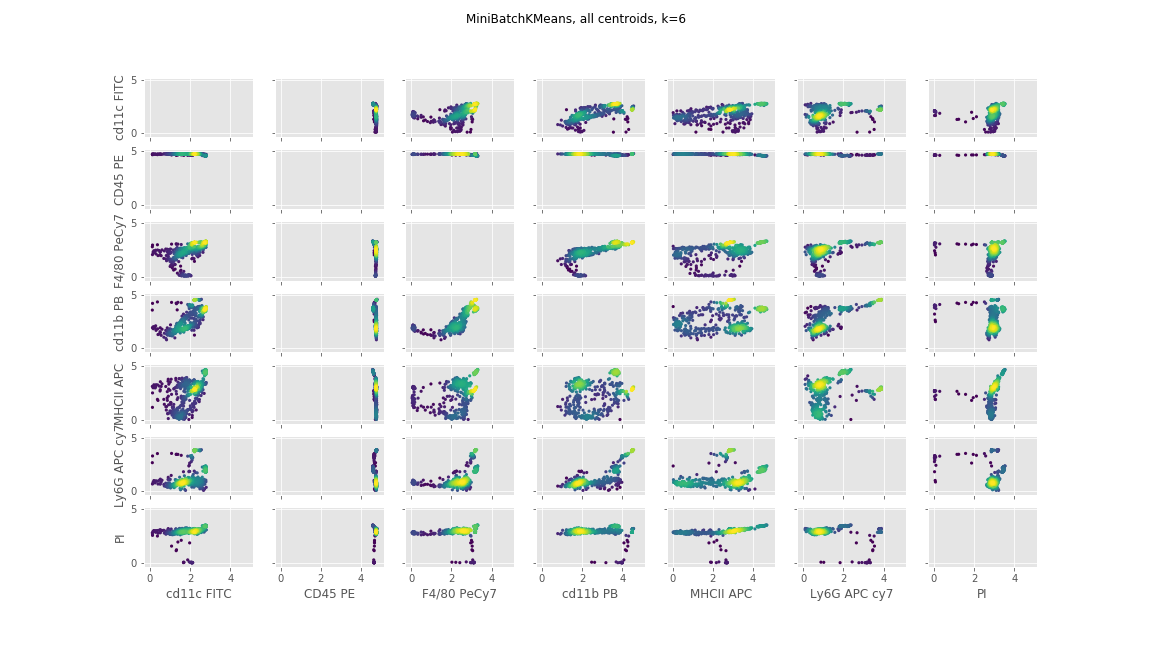 MiniBatchKMeans, all centroids, k=6
cd11c FITC
5
0
CD45 PE
5
0
F4/80 PeCy7
5
0
cd11b PB
5
0
MHCII APC
5
0
Ly6G APC cy7
5
0
PI
5
0
0 2 4 0 2 4 0 2 4 0 2 4 0 2 4 0 2 4 0 2 4
cd11c FITC CD45 PE F4/80 PeCy7 cd11b PB MHCII APC Ly6G APC cy7 PI